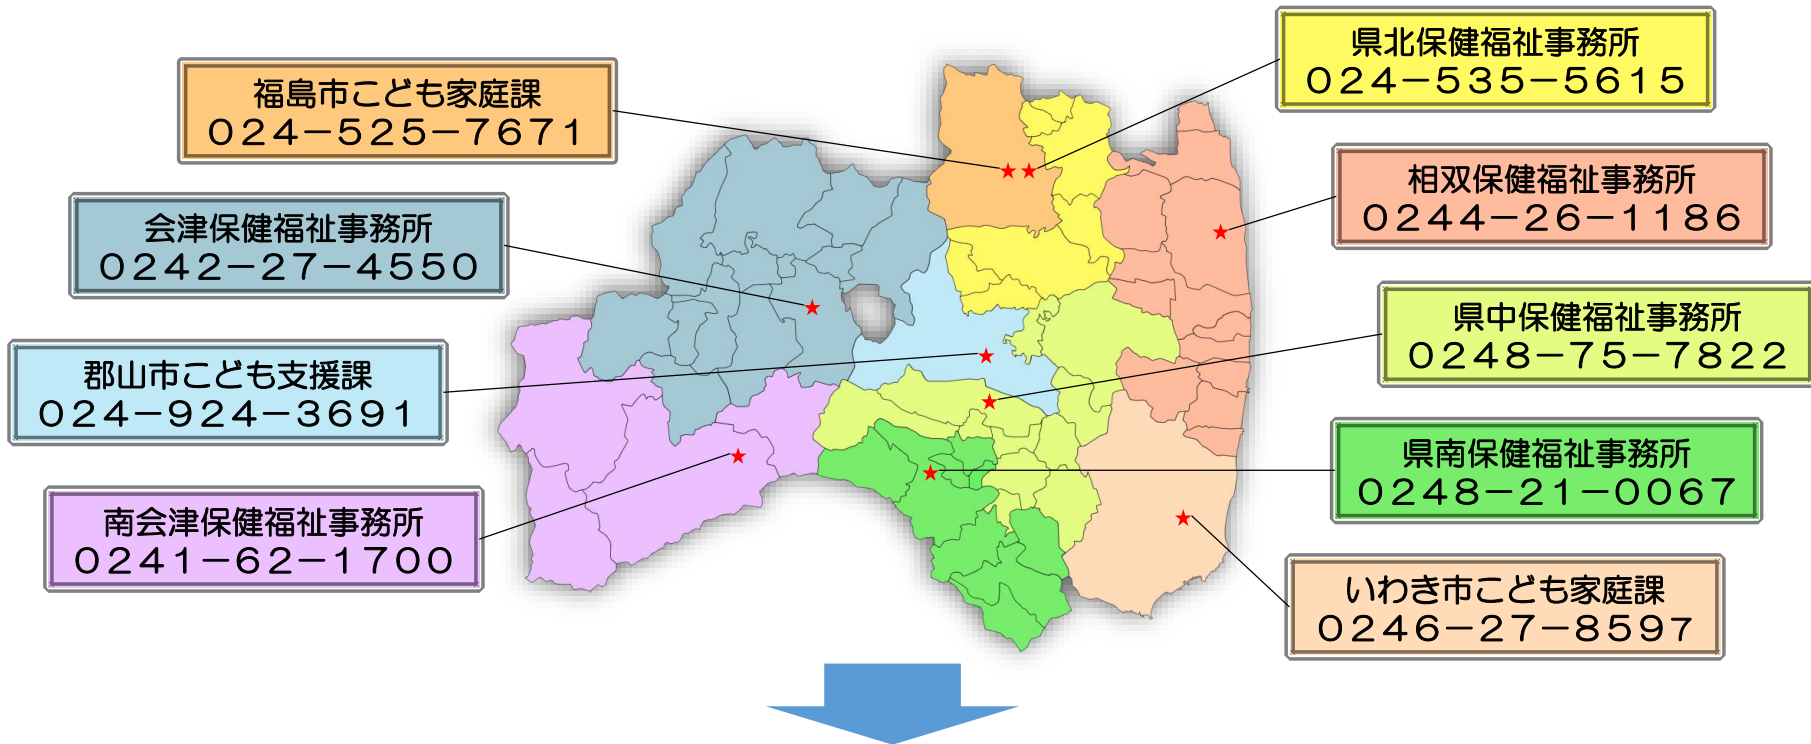 福島市こども家庭課
０２４－５２５－７６７１
会津保健福祉事務所
０２４２－２７－４５５０
郡山市こども支援課
０２４－９２４－３６９１
南会津保健福祉事務所
０２４１－６２－１７００
県北保健福祉事務所
０２４－５３５－５６１５
相双保健福祉事務所
０２４４－２６－１１８６
県中保健福祉事務所
０２４８－７５－７８２２
県南保健福祉事務所
０２４８－２１－００６７
いわき市こども家庭課
０２４６－２７－８５９7